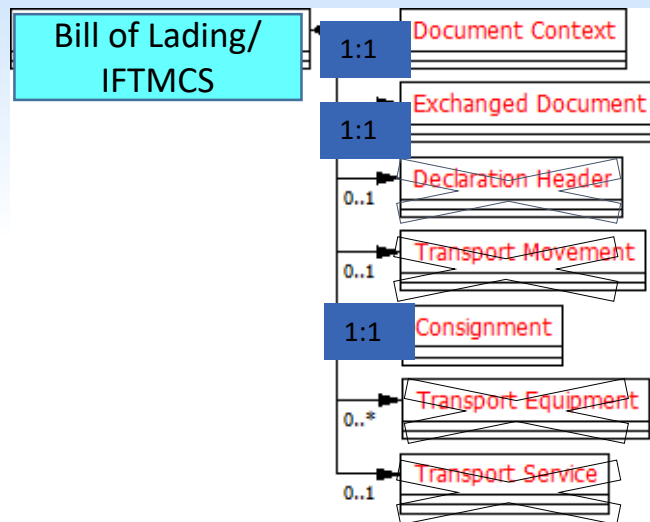 Bill of Lading/
IFTMCS
1:1
Document Context
Exchanged Document
1:1
Declaration Header
0..1
Transport Movement
0..1
1:1
Consignment
Transport Equipment
0..*
Transport Service
0..1